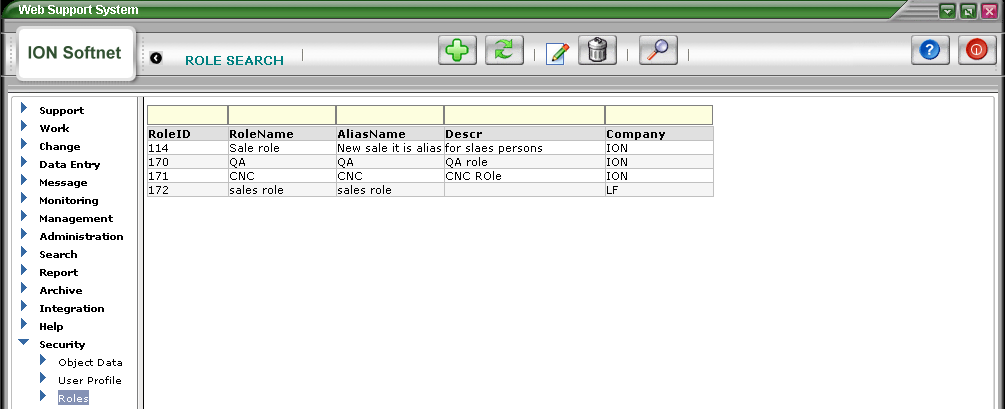 Web Support System
ION Softnet
ROLE SEARCH
Support
Work
Change
Data Entry
Message
Monitoring
Management
Administration
Search
Report
Archive
Integration
Help
Security
Object Data
User Profile
Roles
RoleID RoleName AliasName Descr Company
114 Sale role New sale it is alias for slaes persons ION
170 QA QA QA role ION
171 CNC CNC CNC ROle ION
172 sales role sales role LF